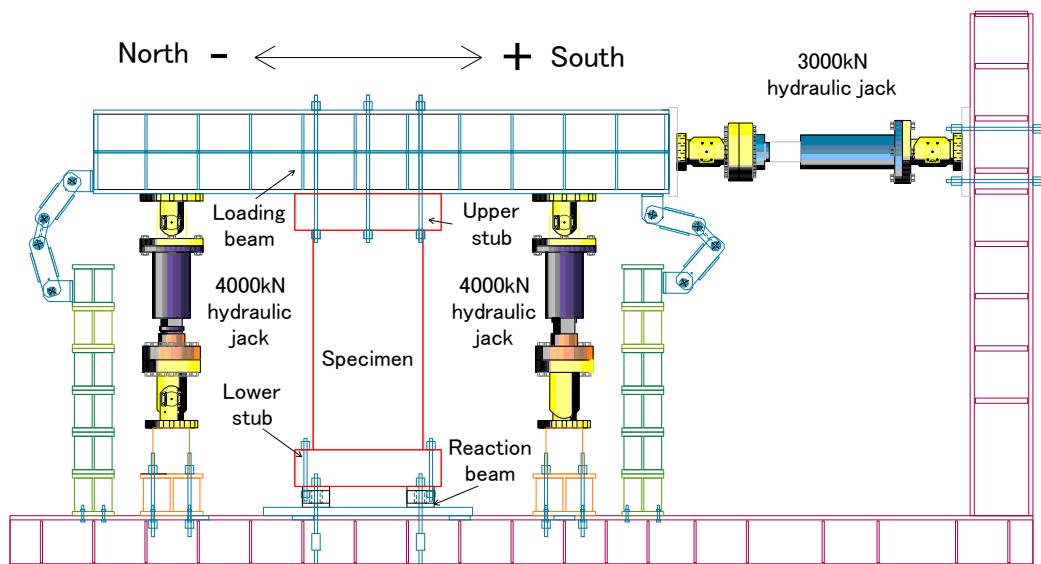 North - + South
3000kN
hydraulic jack
Loading
beam
Upper
stub
4000kN
hydraulic
jack
4000kN
hydraulic
jack
Specimen
Lower
stub
Reaction
beam